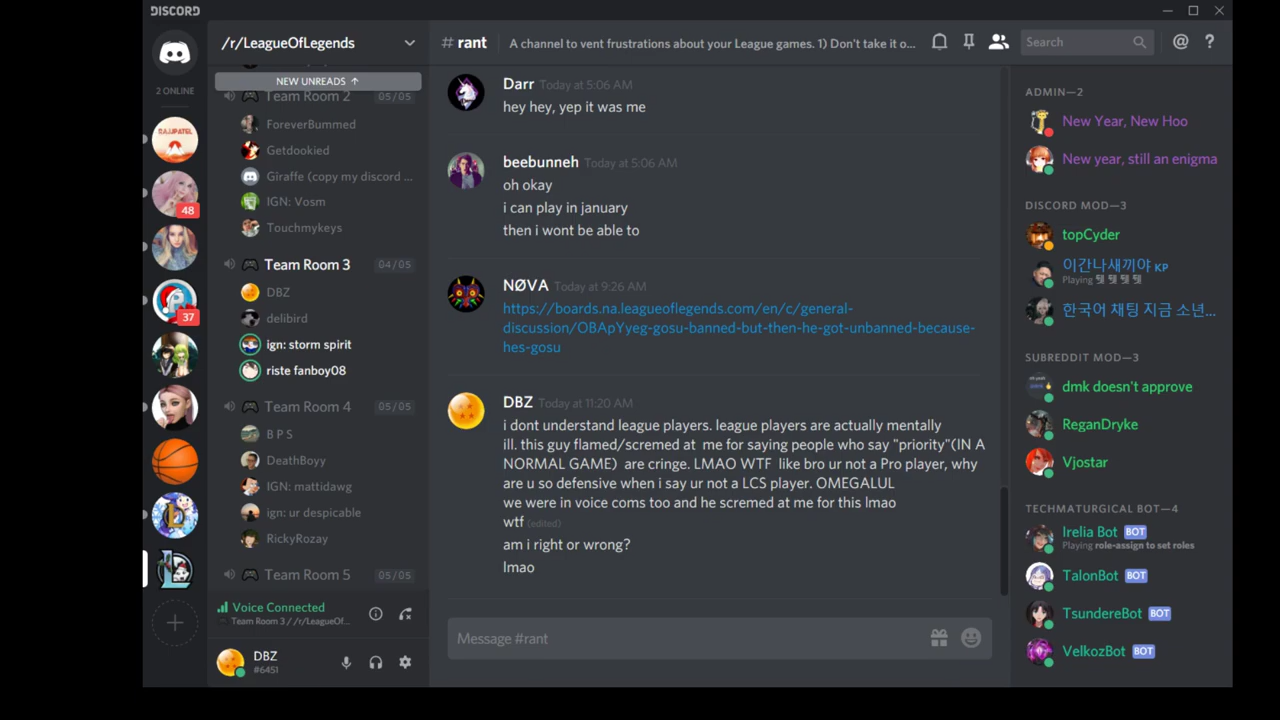 DISCORD
/r/LeagueOfLegends
# rant
A channel to vent frustrations about your League games. 1) Don't take it o...
Search
2 ONLINE
NEW UNREADS ↑
Team Room 2 05/05
ForeverBummed
Getdookied
Giraffe (copy my discord ...
IGN: Vosm
Touchmykeys
Team Room 3 04/05
DBZ
delibird
ign: storm spirit
riste fanboy08
Team Room 4 05/05
B P S
DeathBoyy
IGN: mattidawg
ign: ur despicable
RickyRozay
Team Room 5 05/05
Voice Connected
Team Room 3 / /r/LeagueOf...
DBZ
#6451
SAJJPATEL
48
37
Darr Today at 5:06 AM
hey hey, yep it was me
beebunneh Today at 5:06 AM
oh okay
i can play in january
then i wont be able to
NØVA Today at 9:26 AM
https://boards.na.leagueoflegends.com/en/c/general-
discussion/OBApYyeg-gosu-banned-but-then-he-got-unbanned-because-
hes-gosu
DBZ Today at 11:20 AM
i dont understand league players. league players are actually mentally
ill. this guy flamed/scremed at me for saying people who say "priority"(IN A
NORMAL GAME) are cringe. LMAO WTF like bro ur not a Pro player, why
are u so defensive when i say ur not a LCS player. OMEGALUL
we were in voice coms too and he scremed at me for this lmao
wtf (edited)
am i right or wrong?
lmao
Message #rant
ADMIN—2
New Year, New Hoo
New year, still an enigma
DISCORD MOD—3
topCyder
이간나새끼야 KP
Playing 뒛 뒛 뒛 뒛
한국어 채팅 지금 소년...
SUBREDDIT MOD—3
dmk doesn't approve
ReganDryke
Vjostar
TECHMATURGICAL BOT—4
Irelia Bot BOT
Playing role-assign to set roles
TalonBot BOT
TsundereBot BOT
VelkozBot BOT